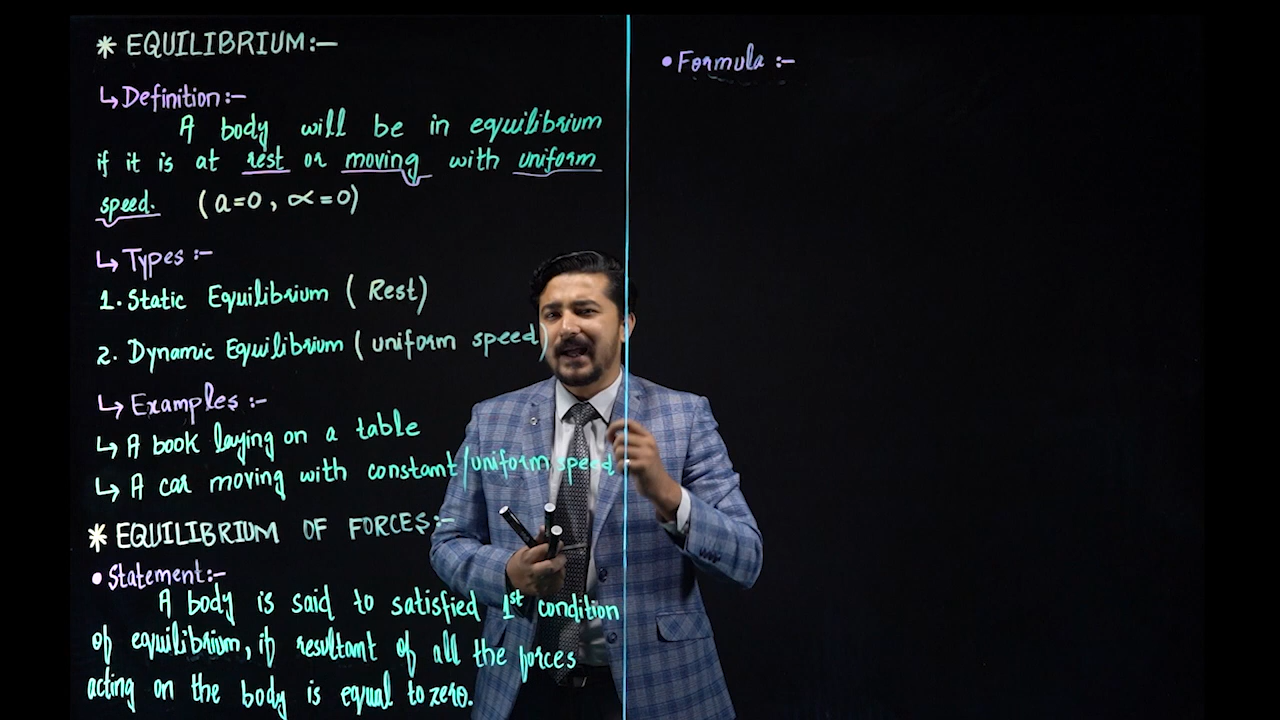 * EQUILIBRIUM:-
↳ Definition:-
A body will be in equilibrium
if it is at rest or moving with uniform
speed. (a=0, ∝=0)
↳ Types:-
1. Static Equilibrium (Rest)
2. Dynamic Equilibrium (uniform speed)
↳ Examples:-
↳ A book laying on a table
↳ A car moving with constant/uniform speed.
* EQUILIBRIUM OF FORCES:-
• Statement:-
A body is said to satisfied 1st condition
of equilibrium, if resultant of all the forces
acting on the body is equal to zero.
• Formula:-